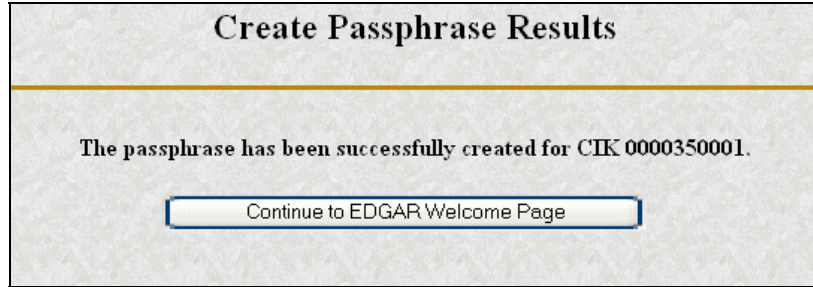 Create Passphrase Results
The passphrase has been successfully created for CIK 0000350001.
Continue to EDGAR Welcome Page